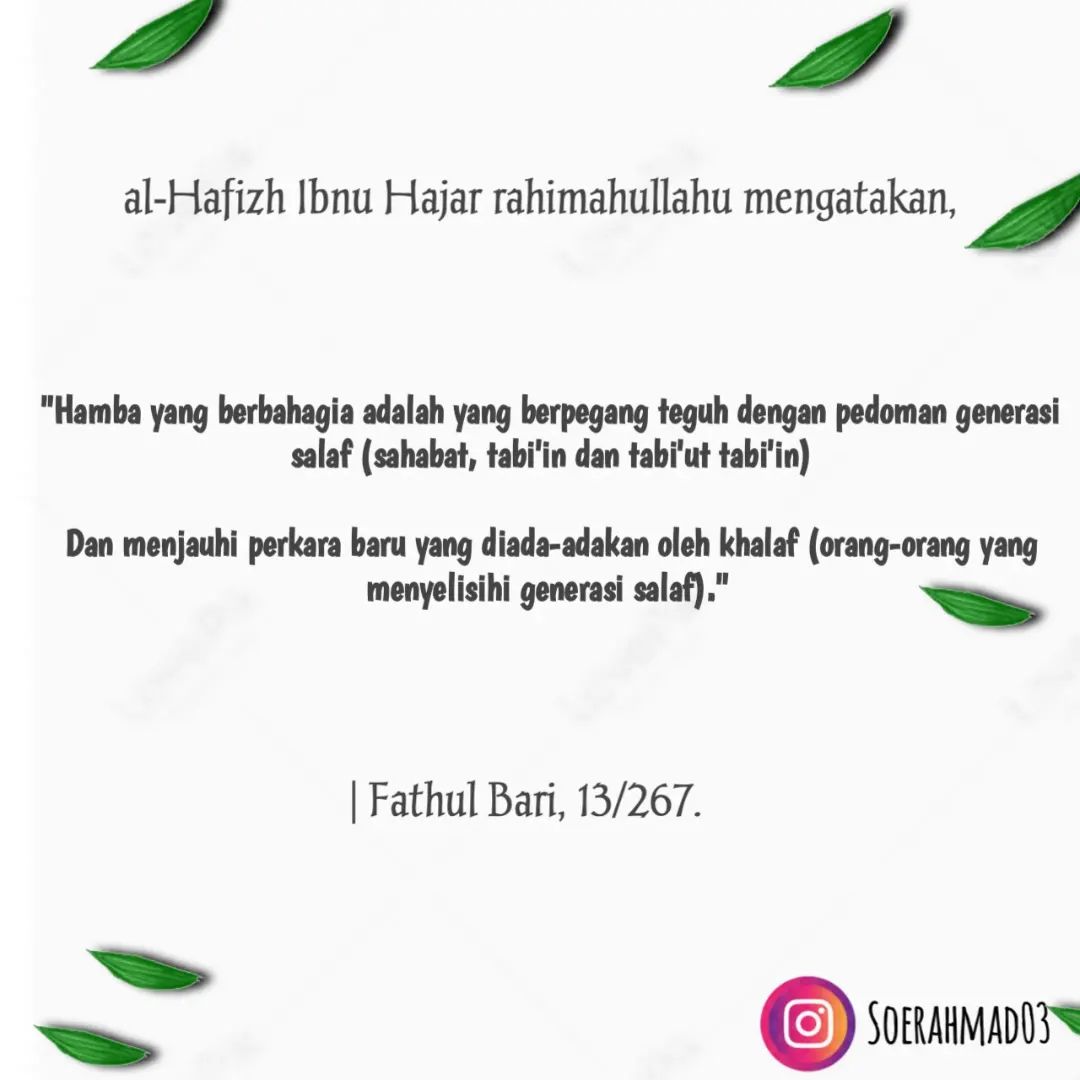 al-Hafizh Ibnu Hajar rahimahullahu mengatakan,
"Hamba yang berbahagia adalah yang berpegang teguh dengan pedoman generasi
salaf (sahabat, tabi'in dan tabi'ut tabi'in)
Dan menjauhi perkara baru yang diada-adakan oleh khalaf (orang-orang yang
menyelisihi generasi salaf)."
| Fathul Bari, 13/267.
SOERAHMAD03